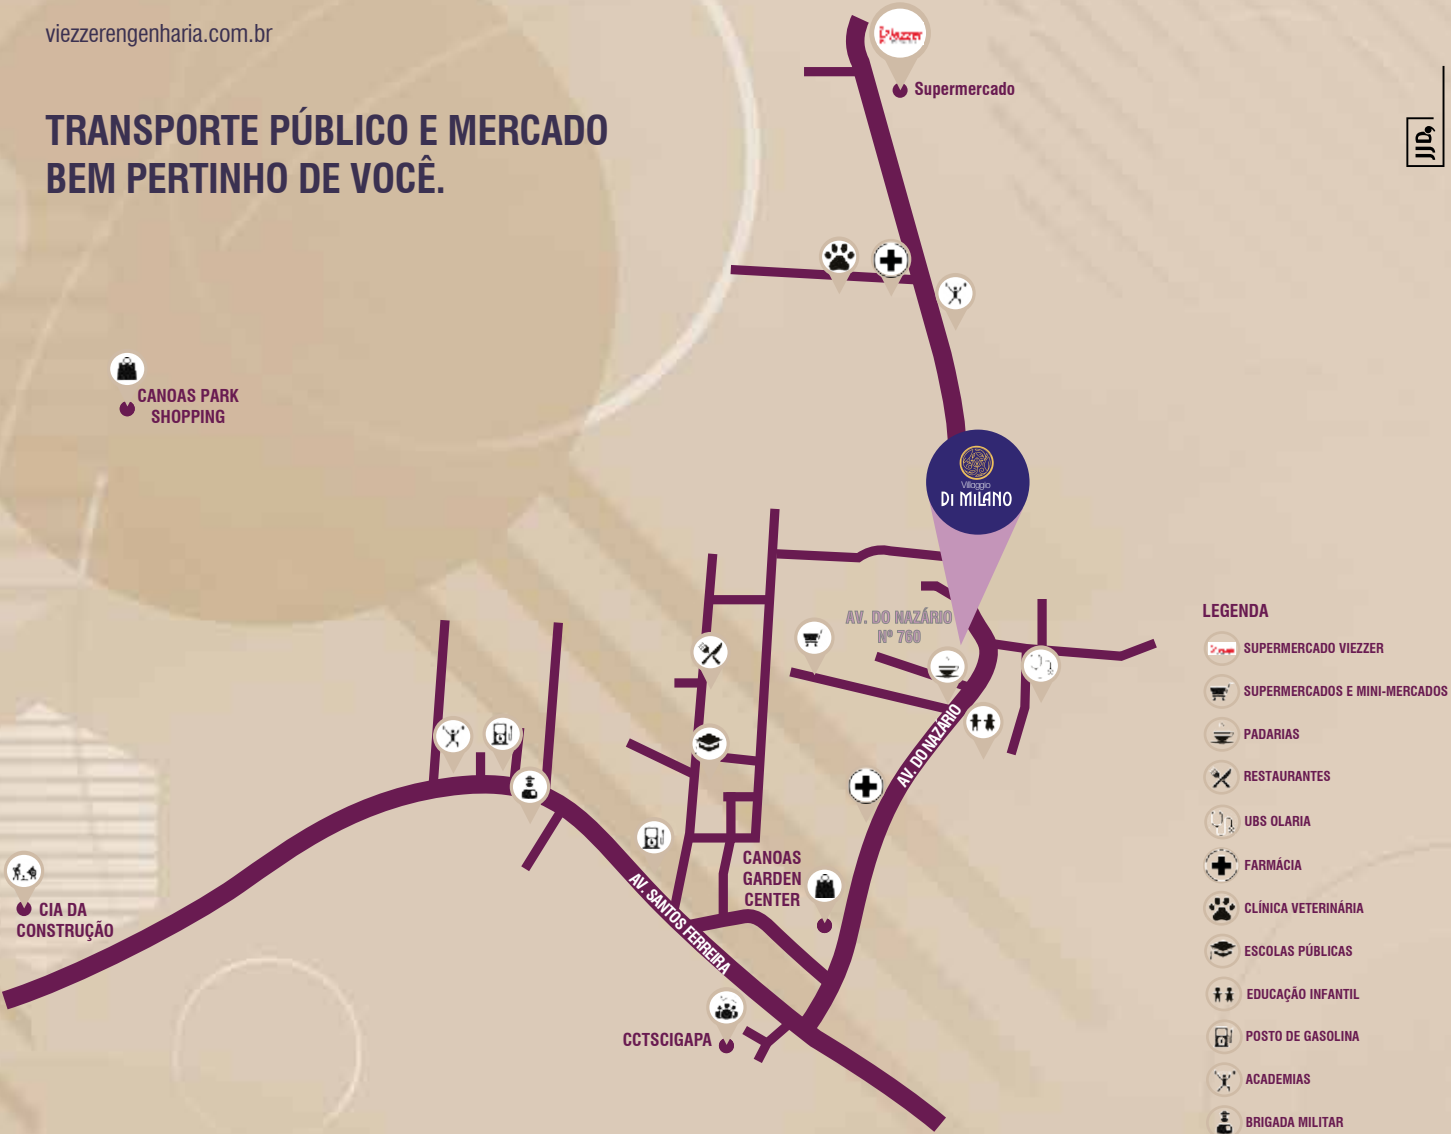 viezzerengenharia.com.br
TRANSPORTE PÚBLICO E MERCADO
BEM PERTINHO DE VOCÊ.
Viezzer
Supermercado
JJD,
CANOAS PARK
SHOPPING
Villaggio
DI MILANO
AV. DO NAZÁRIO
Nº 760
AV. DO NAZÁRIO
CANOAS
GARDEN
CENTER
AV. SANTOS FERREIRA
CIA DA
CONSTRUÇÃO
CCTSCIGAPA
LEGENDA
SUPERMERCADO VIEZZER
SUPERMERCADOS E MINI-MERCADOS
PADARIAS
RESTAURANTES
UBS OLARIA
FARMÁCIA
CLÍNICA VETERINÁRIA
ESCOLAS PÚBLICAS
EDUCAÇÃO INFANTIL
POSTO DE GASOLINA
ACADEMIAS
BRIGADA MILITAR